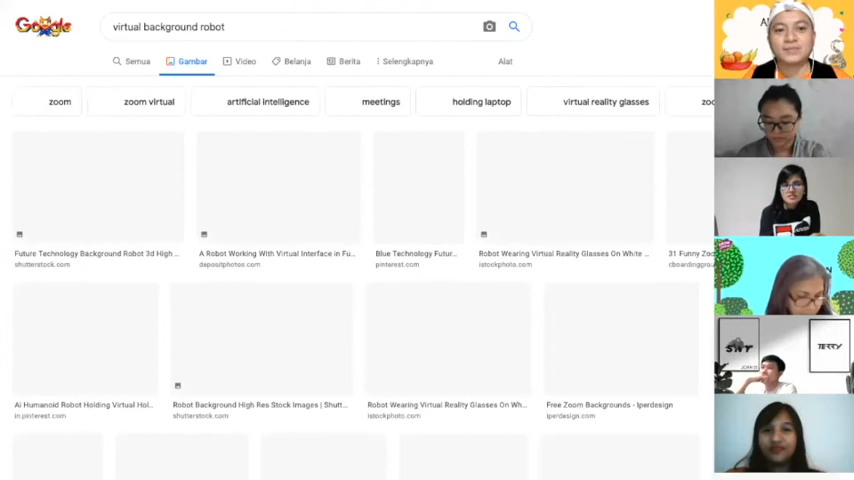 Google
virtual background robot
Semua
Gambar
Video
Belanja
Berita
Selengkapnya
Alat
zoom
zoom virtual
artificial intelligence
meetings
holding laptop
virtual reality glasses
zoo
Future Technology Background Robot 3d High ...
shutterstock.com
A Robot Working With Virtual Interface in Fu...
depositphotos.com
Blue Technology Futur...
pinterest.com
Robot Wearing Virtual Reality Glasses On White ...
istockphoto.com
31 Funny Zoo
cboardinggrou
Ai Humanoid Robot Holding Virtual Hol...
in.pinterest.com
Robot Background High Res Stock Images | Shutt...
shutterstock.com
Robot Wearing Virtual Reality Glasses On Wh...
istockphoto.com
Free Zoom Backgrounds - Iperdesign
iperdesign.com
TERRY